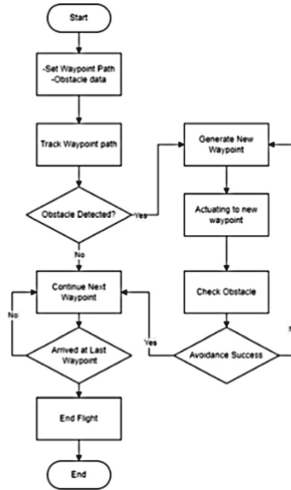 Start
-Set Waypoint Path
-Obstacle data
Track Waypoint path
Obstacle Detected?
Yes
No
Generate New
Waypoint
Actuating to new
waypoint
Check Obstacle
Avoidance Success
Yes
Continue Next
Waypoint
No
Arrived at Last
Waypoint
End Flight
End